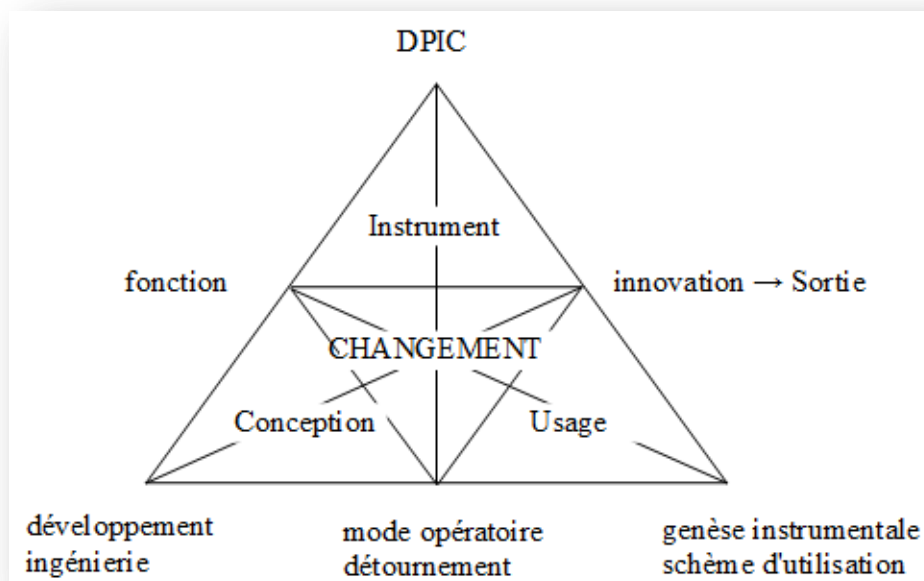 DPIC
Instrument
fonction
innovation → Sortie
CHANGEMENT
Conception
Usage
développement
ingénierie
mode opératoire
détournement
genèse instrumentale
schème d'utilisation